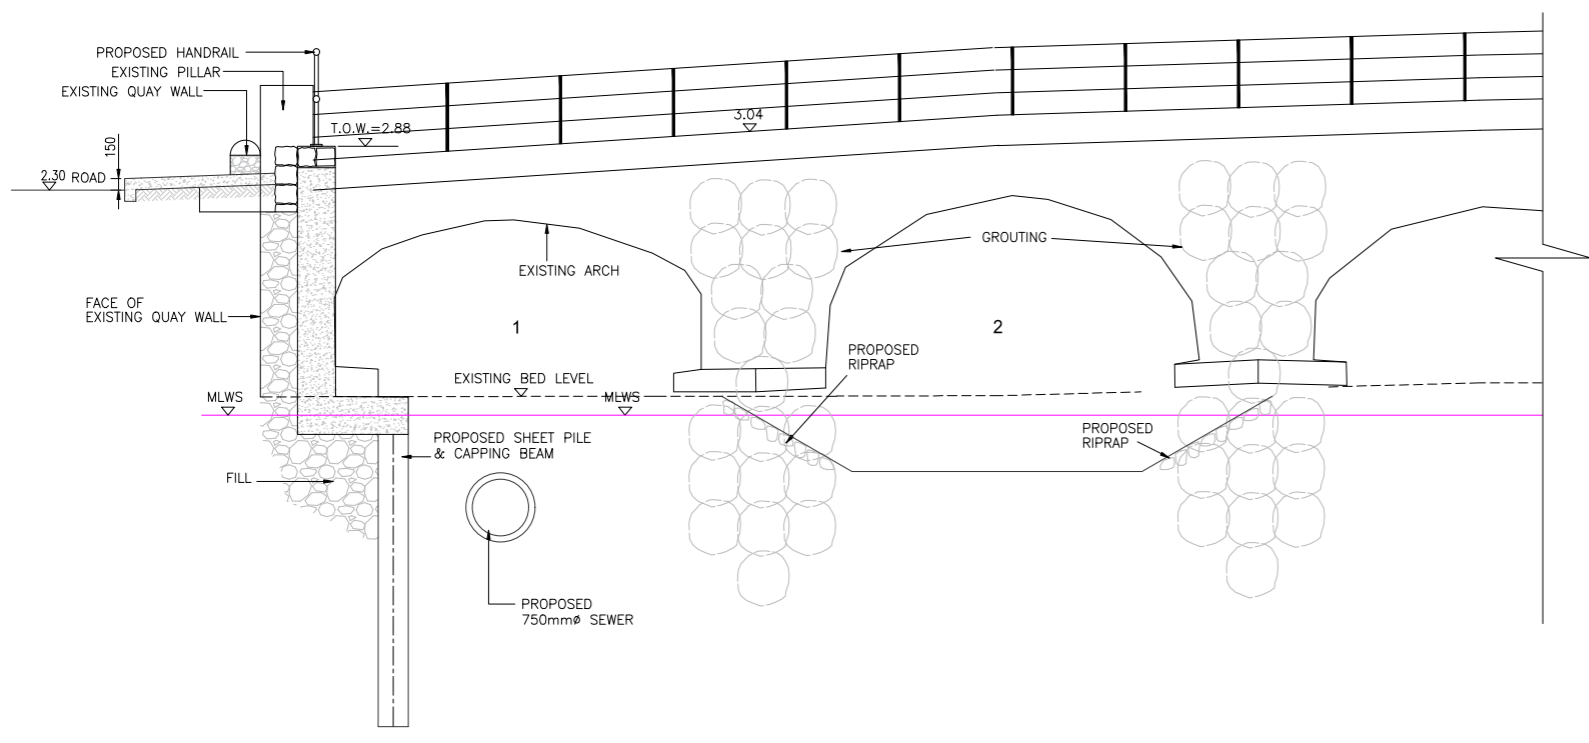 PROPOSED HANDRAIL
EXISTING PILLAR
EXISTING QUAY WALL
T.O.W.=2.88
3.04
150
2.30 ROAD
GROUTING
EXISTING ARCH
FACE OF
EXISTING QUAY WALL
1
2
PROPOSED
RIPRAP
EXISTING BED LEVEL
MLWS
MLWS
PROPOSED SHEET PILE
& CAPPING BEAM
PROPOSED
RIPRAP
FILL
PROPOSED
750mmø SEWER